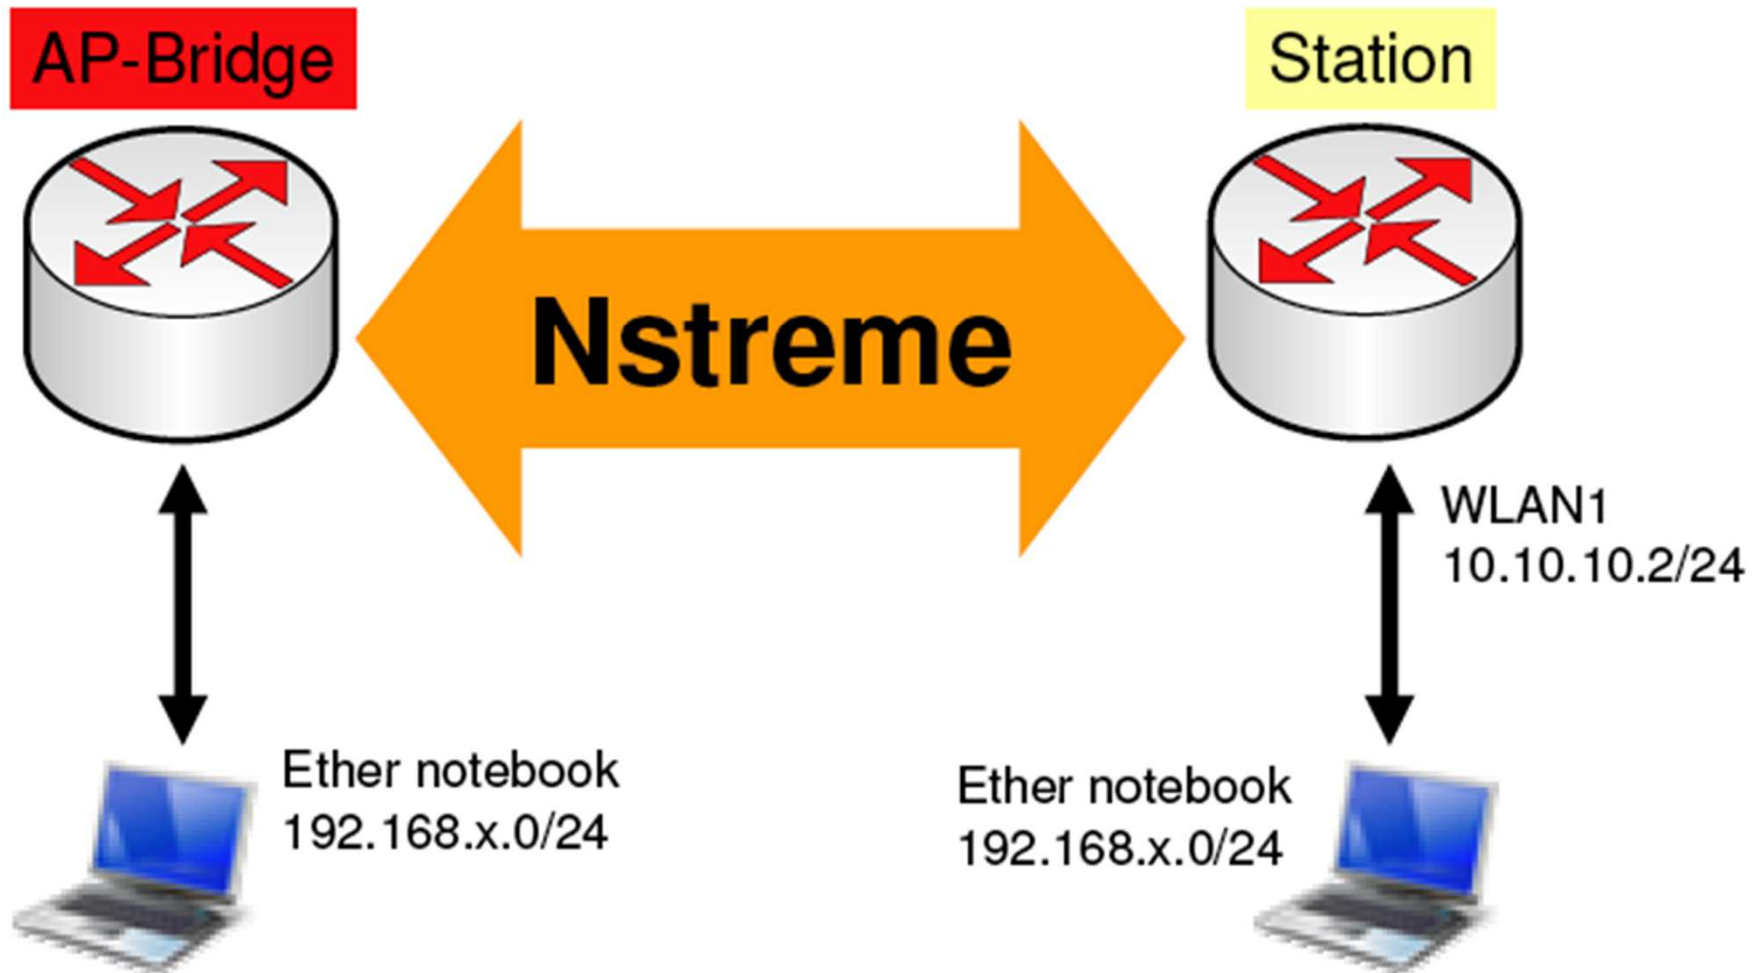 AP-Bridge
Station
Nstreme
WLAN1
10.10.10.2/24
Ether notebook
192.168.x.0/24
Ether notebook
192.168.x.0/24